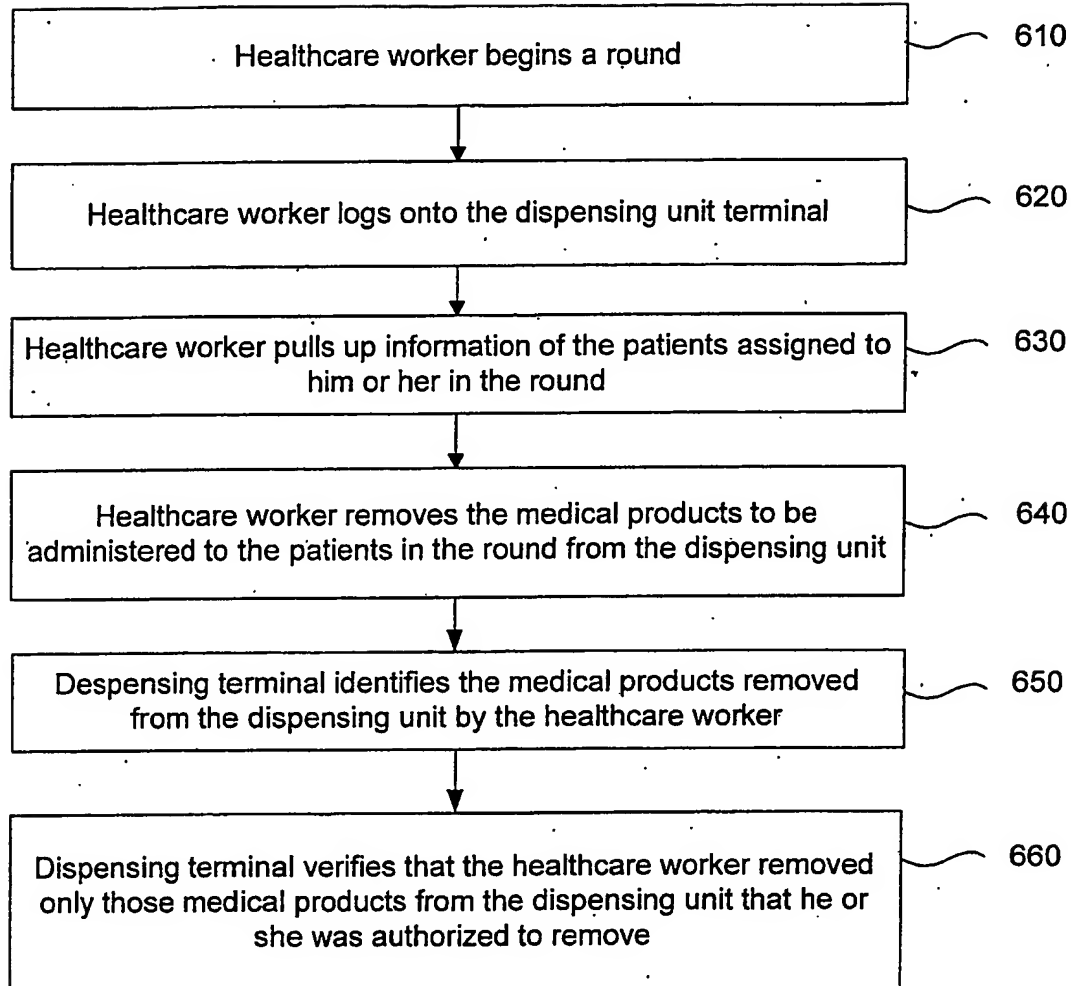 Healthcare worker begins a round
610
Healthcare worker logs onto the dispensing unit terminal
620
Healthcare worker pulls up information of the patients assigned to
him or her in the round
630
Healthcare worker removes the medical products to be
administered to the patients in the round from the dispensing unit
640
Despensing terminal identifies the medical products removed
from the dispensing unit by the healthcare worker
650
Dispensing terminal verifies that the healthcare worker removed
only those medical products from the dispensing unit that he or
she was authorized to remove
660